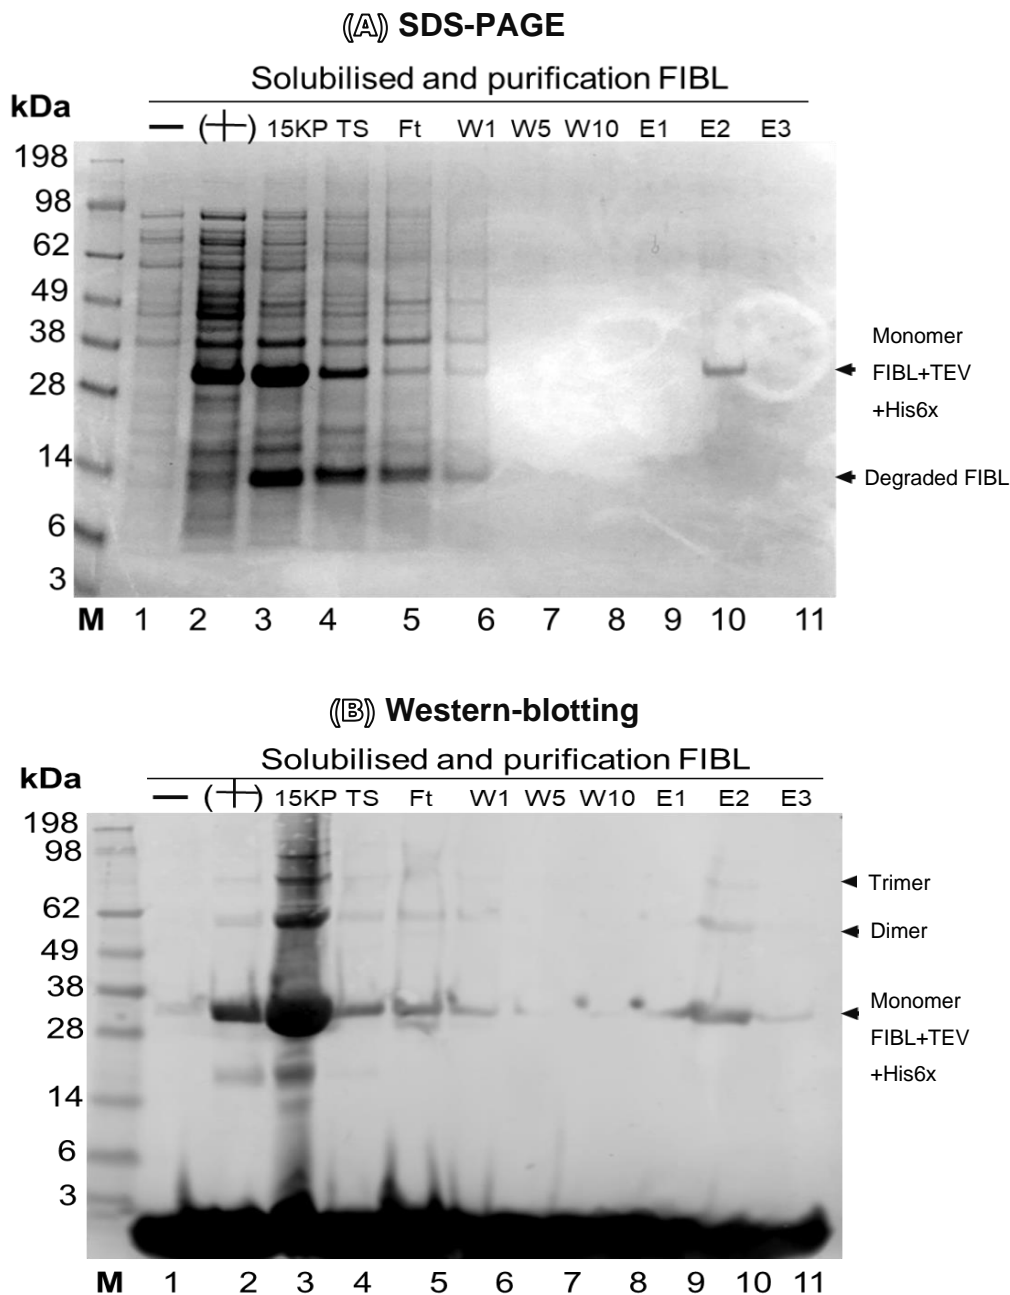 (A) SDS-PAGE
Solubilised and purification FIBL
kDa
— (+) 15KP TS Ft W1 W5 W10 E1 E2 E3
198
98
62
49
38
28
14
6
3
Monomer
FIBL+TEV
+His6x
Degraded FIBL
M 1 2 3 4 5 6 7 8 9 10 11
(B) Western-blotting
Solubilised and purification FIBL
kDa
— (+) 15KP TS Ft W1 W5 W10 E1 E2 E3
198
98
62
49
38
28
14
6
3
Trimer
Dimer
Monomer
FIBL+TEV
+His6x
M 1 2 3 4 5 6 7 8 9 10 11